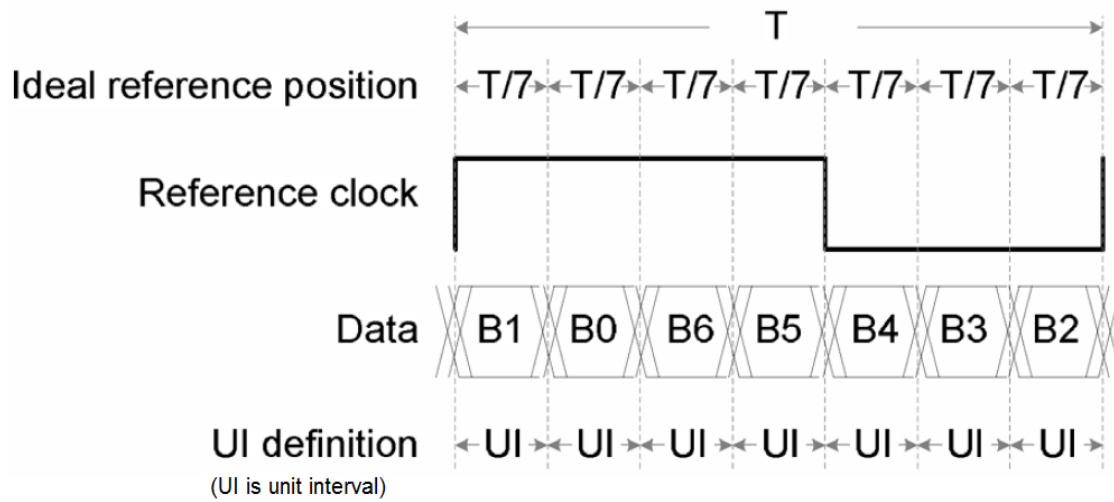 T
Ideal reference position T/7 T/7 T/7 T/7 T/7 T/7 T/7
Reference clock
Data B1 B0 B6 B5 B4 B3 B2
UI definition UI UI UI UI UI UI UI
(UI is unit interval)